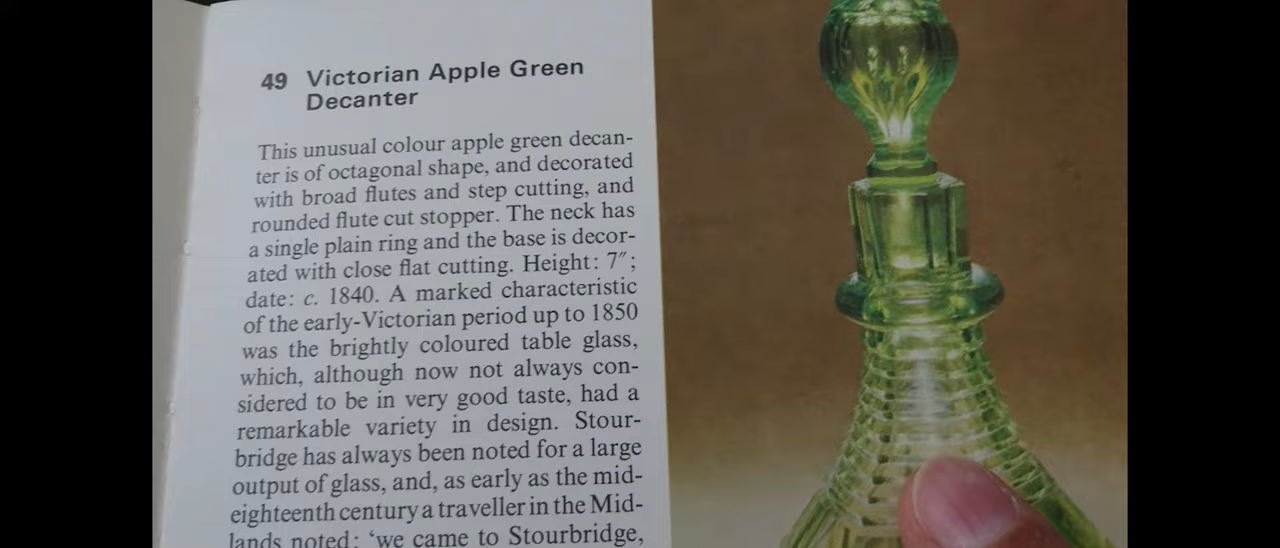 49 Victorian Apple Green
Decanter
This unusual colour apple green decan-
ter is of octagonal shape, and decorated
with broad flutes and step cutting, and
rounded flute cut stopper. The neck has
a single plain ring and the base is decor-
ated with close flat cutting. Height: 7″;
date: c. 1840. A marked characteristic
of the early-Victorian period up to 1850
was the brightly coloured table glass,
which, although now not always con-
sidered to be in very good taste, had a
remarkable variety in design. Stour-
bridge has always been noted for a large
output of glass, and, as early as the mid-
eighteenth century a traveller in the Mid-
lands noted: ‘we came to Stourbridge,